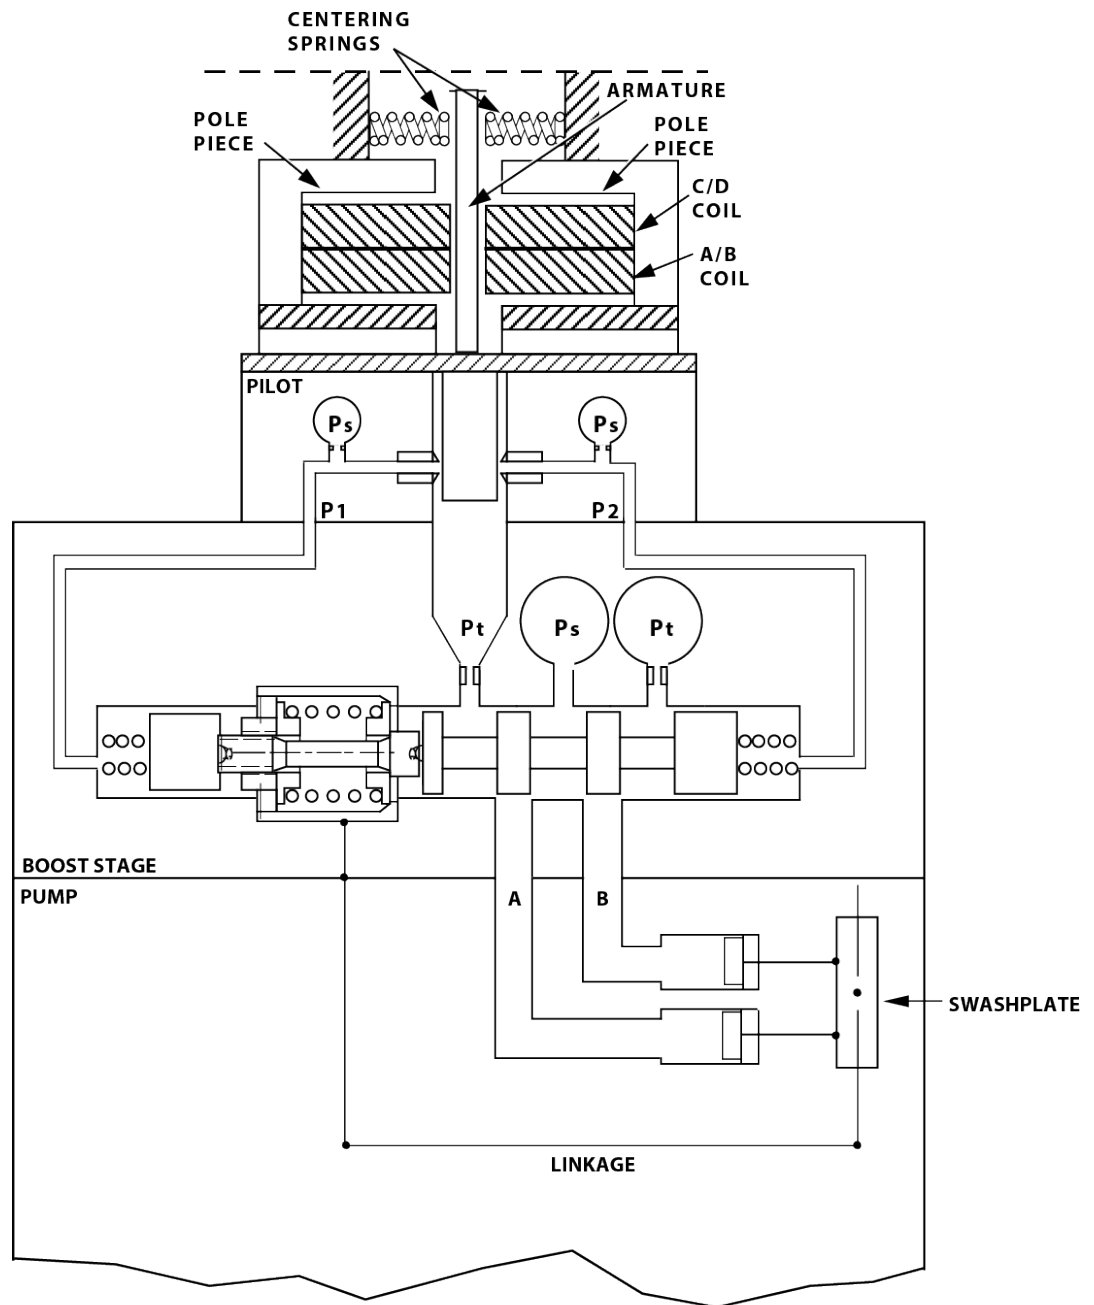 CENTERING
SPRINGS
ARMATURE
POLE
PIECE
POLE
PIECE
C/D
COIL
A/B
COIL
PILOT
Ps
Ps
P1
P2
Pt
Ps
Pt
BOOST STAGE
PUMP
A
B
SWASHPLATE
LINKAGE